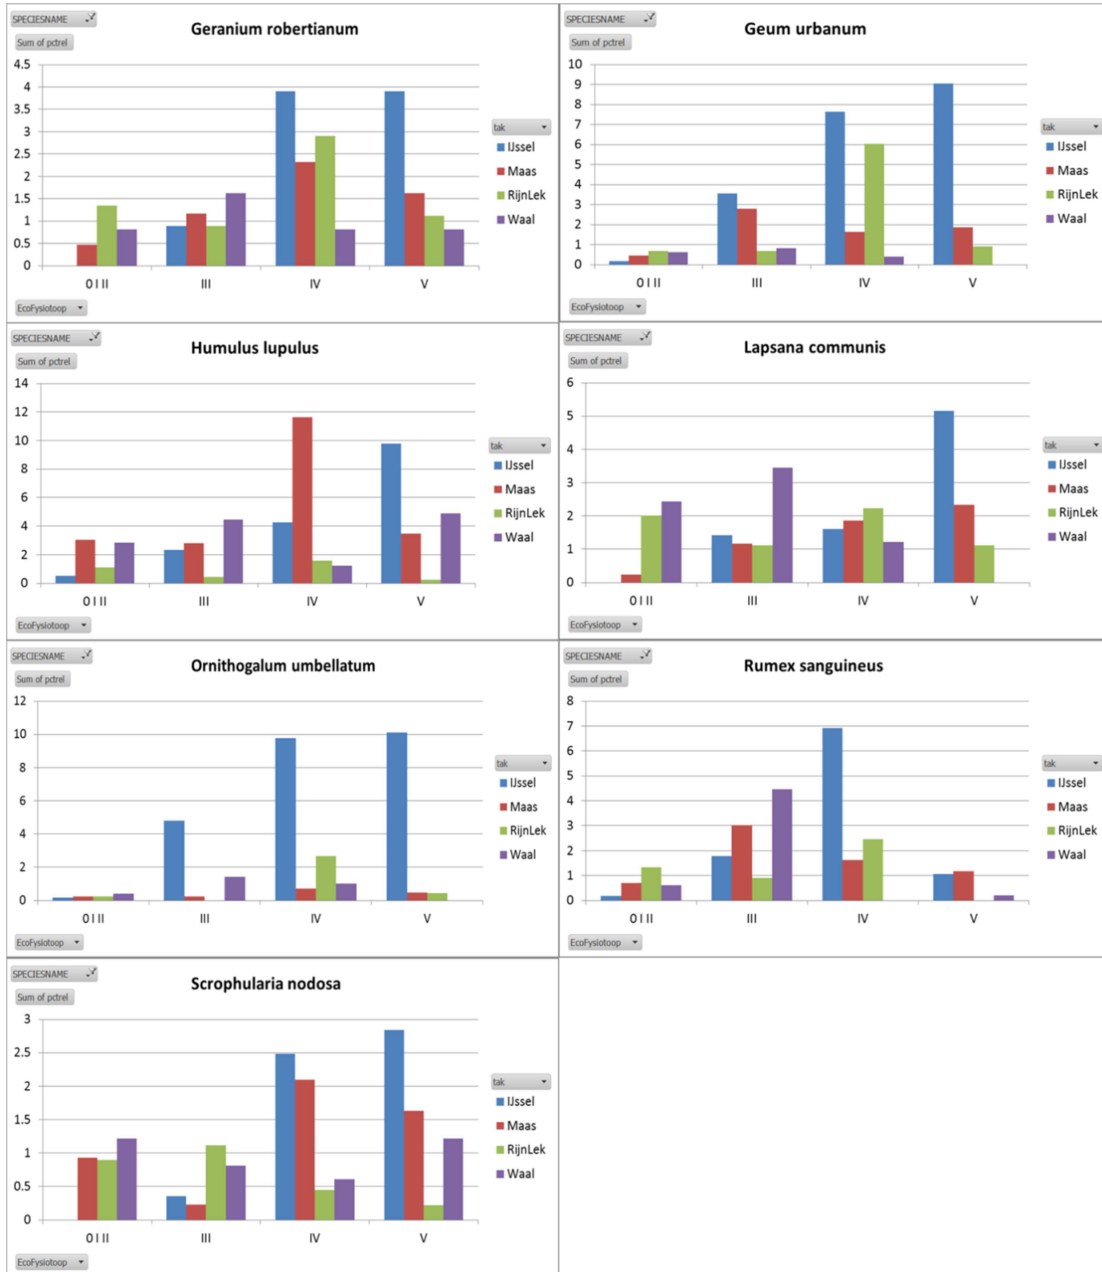 SPECIESNAME
Geranium robertianum
Sum of pctrel
4.5
4
3.5
3
2.5
2
1.5
1
0.5
0
O I II III IV V
tak
IJssel
Maas
RijnLek
Waal
EcoFysiotoop
SPECIESNAME
Geum urbanum
Sum of pctrel
10
9
8
7
6
5
4
3
2
1
0
O I II III IV V
tak
IJssel
Maas
RijnLek
Waal
EcoFysiotoop
SPECIESNAME
Humulus lupulus
Sum of pctrel
14
12
10
8
6
4
2
0
O I II III IV V
tak
IJssel
Maas
RijnLek
Waal
EcoFysiotoop
SPECIESNAME
Lapsana communis
Sum of pctrel
6
5
4
3
2
1
0
O I II III IV V
tak
IJssel
Maas
RijnLek
Waal
EcoFysiotoop
SPECIESNAME
Ornithogalum umbellatum
Sum of pctrel
12
10
8
6
4
2
0
O I II III IV V
tak
IJssel
Maas
RijnLek
Waal
EcoFysiotoop
SPECIESNAME
Rumex sanguineus
Sum of pctrel
8
7
6
5
4
3
2
1
0
O I II III IV V
tak
IJssel
Maas
RijnLek
Waal
EcoFysiotoop
SPECIESNAME
Scrophularia nodosa
Sum of pctrel
3
2.5
2
1.5
1
0.5
0
O I II III IV V
tak
IJssel
Maas
RijnLek
Waal
EcoFysiotoop